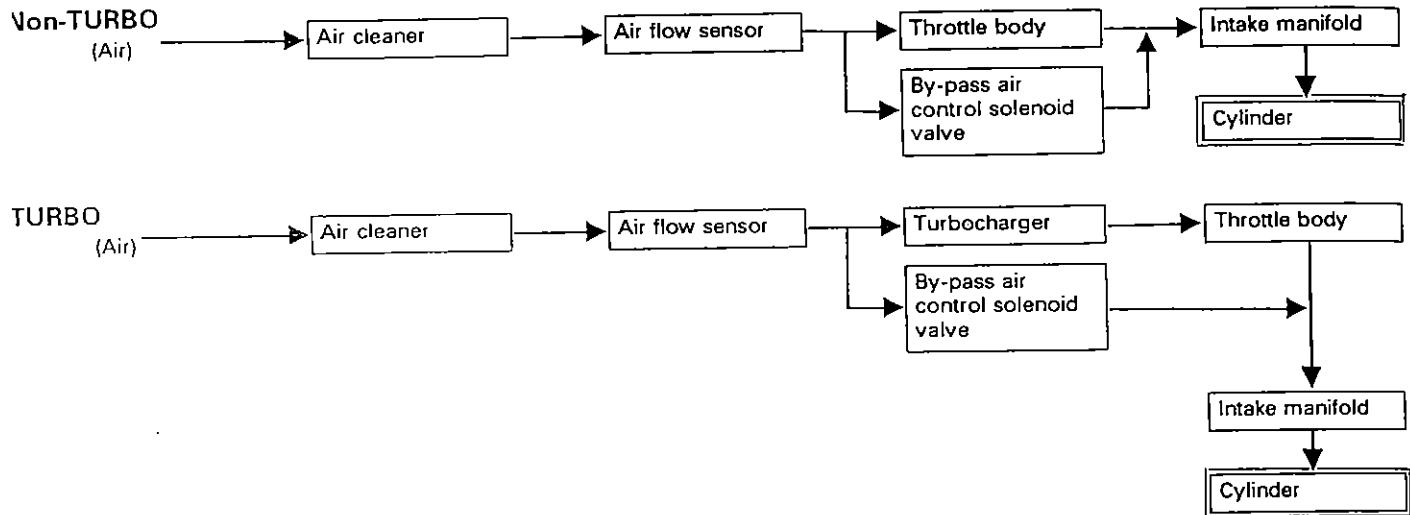 Non-TURBO
(Air)
Air cleaner
Air flow sensor
Throttle body
Intake manifold
By-pass air
control solenoid
valve
Cylinder
TURBO
(Air)
Air cleaner
Air flow sensor
Turbocharger
Throttle body
By-pass air
control solenoid
valve
Intake manifold
Cylinder